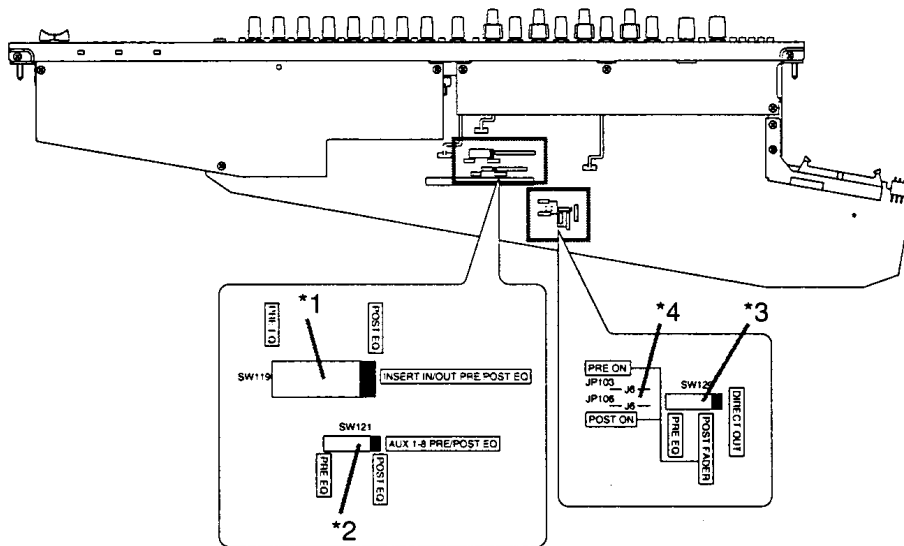 *1
PRE EQ
POST EQ
SW119
INSERT IN/OUT PRE/POST EQ
SW121
AUX 1-8 PRE/POST EQ
PRE EQ
POST EQ
*2
*4
*3
PRE ON
JP103
J6
JP106
J6
POST ON
PRE EQ
POST FADER
DIRECT OUT